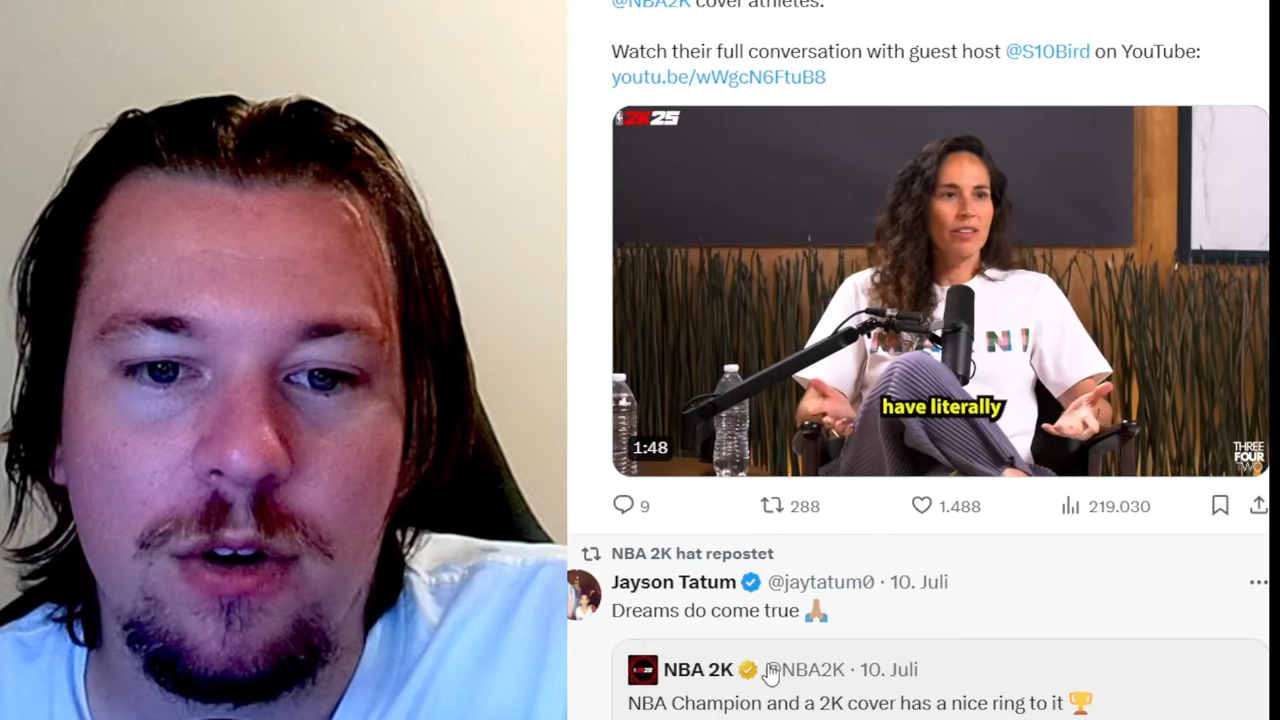 @NBA2K cover athletes.
Watch their full conversation with guest host @S10Bird on YouTube:
youtu.be/wWgcN6FtuB8
2K25
have literally
1:48
THREE
FOUR
TWO
9 288 1.488 219.030
NBA 2K hat repostet
Jayson Tatum @jaytatum0 · 10. Juli
Dreams do come true 🙏🏽
NBA 2K @NBA2K · 10. Juli
NBA Champion and a 2K cover has a nice ring to it 🏆